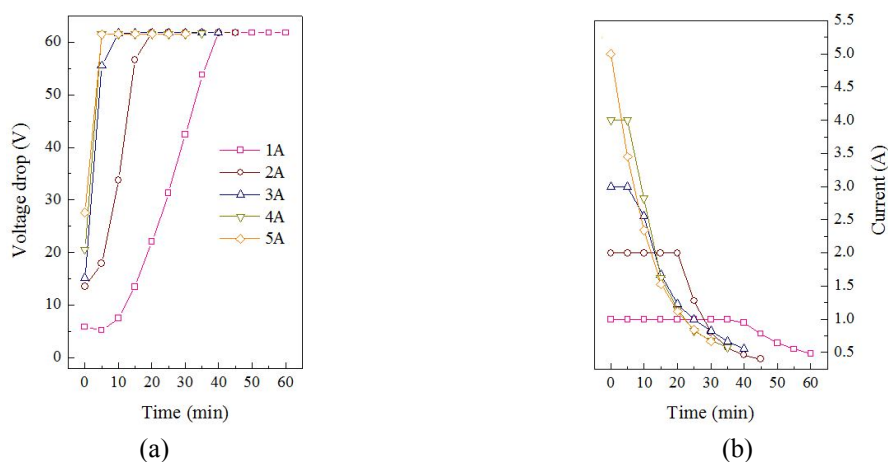 60
50
40
30
20
10
0
Voltage drop (V)
1A
2A
3A
4A
5A
0 10 20 30 40 50 60
Time (min)
(a)
5.5
5.0
4.5
4.0
3.5
3.0
2.5
2.0
1.5
1.0
0.5
Current (A)
0 10 20 30 40 50 60
Time (min)
(b)